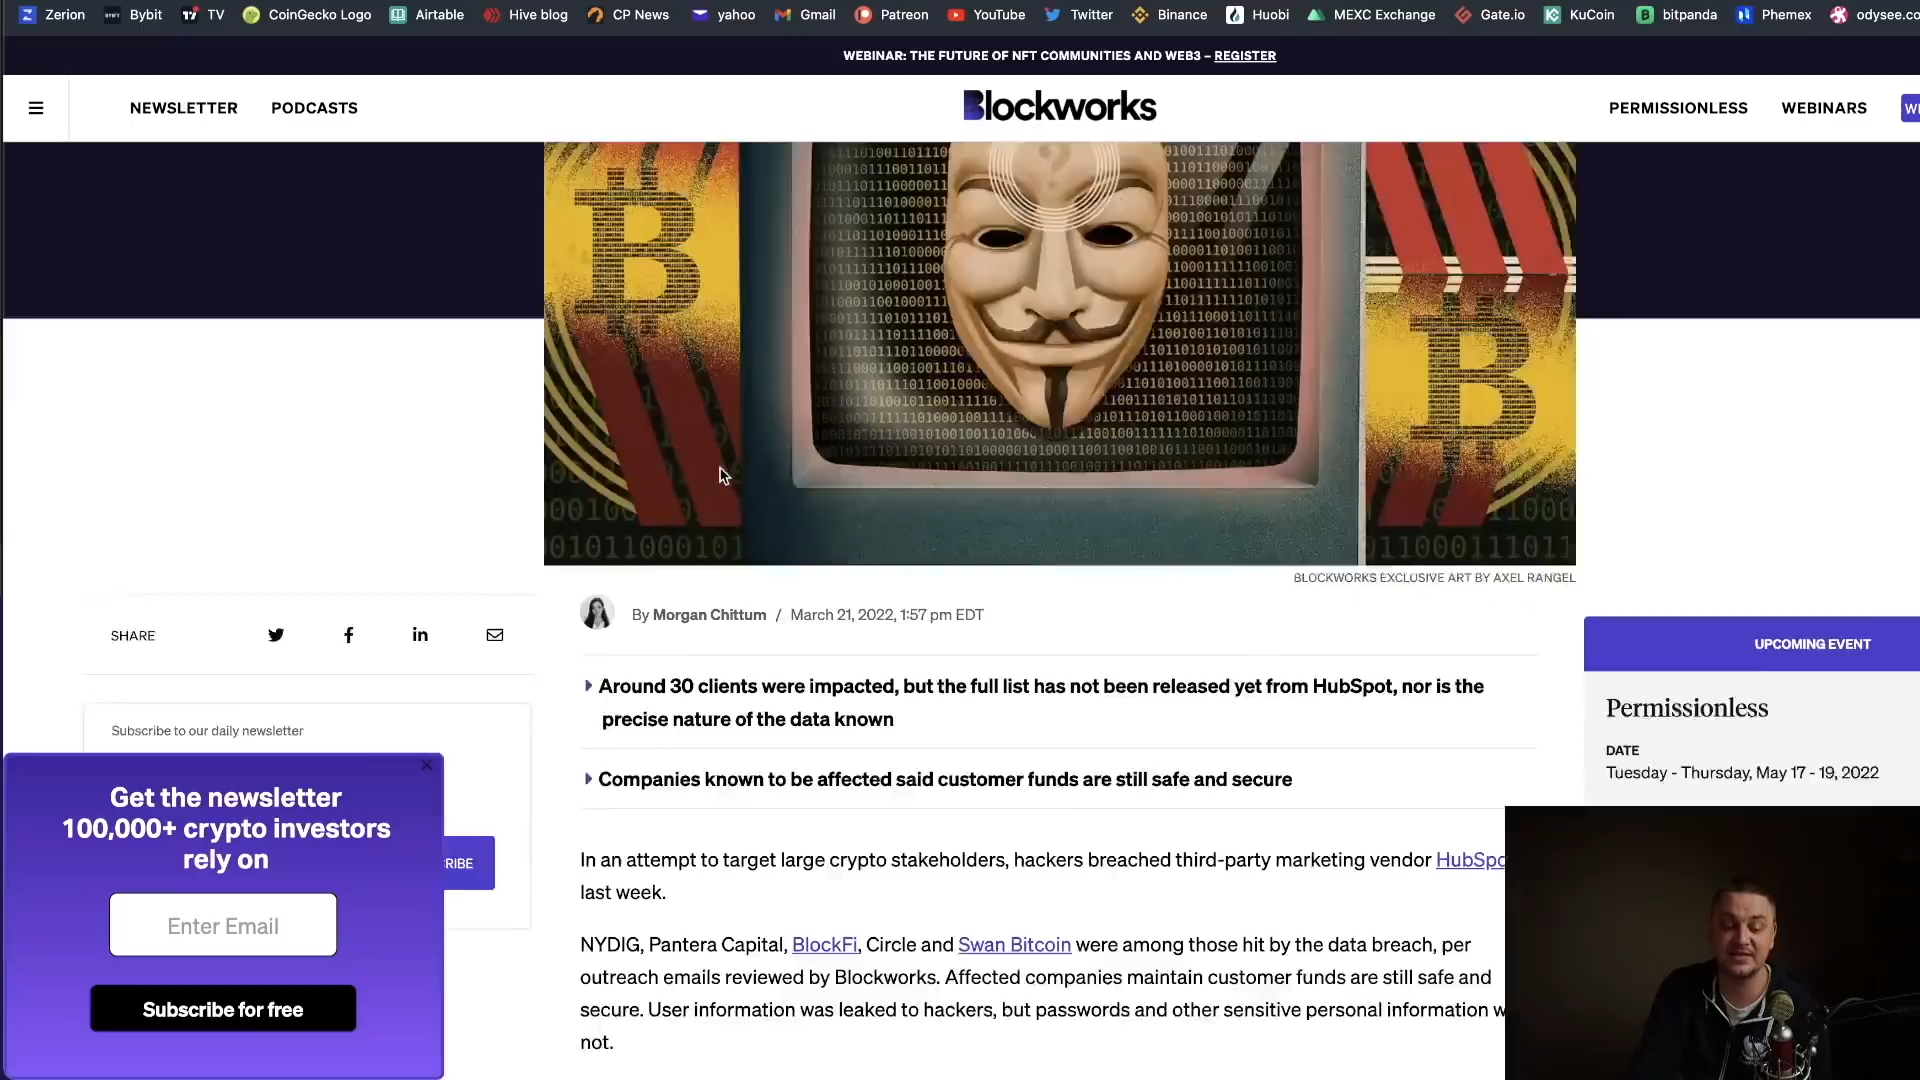 Zerion Bybit TV CoinGecko Logo Airtable Hive blog CP News yahoo Gmail Patreon YouTube Twitter Binance Huobi MEXC Exchange Gate.io KuCoin bitpanda Phemex
WEBINAR: THE FUTURE OF NFT COMMUNITIES AND WEB3 – REGISTER
NEWSLETTER PODCASTS Blockworks PERMISSIONLESS WEBINARS
BLOCKWORKS EXCLUSIVE ART BY AXEL RANGEL
By Morgan Chittum / March 21, 2022, 1:57 pm EDT
SHARE
Around 30 clients were impacted, but the full list has not been released yet from HubSpot, nor is the
precise nature of the data known
Companies known to be affected said customer funds are still safe and secure
In an attempt to target large crypto stakeholders, hackers breached third-party marketing vendor
last week.
NYDIG, Pantera Capital, BlockFi, Circle and Swan Bitcoin were among those hit by the data breach, per
outreach emails reviewed by Blockworks. Affected companies maintain customer funds are still safe and
secure. User information was leaked to hackers, but passwords and other sensitive personal information
not.
Subscribe to our daily newsletter
Get the newsletter
100,000+ crypto investors
rely on
Enter Email
Subscribe for free
UPCOMING EVENT
Permissionless
DATE
Tuesday - Thursday, May 17 - 19, 2022